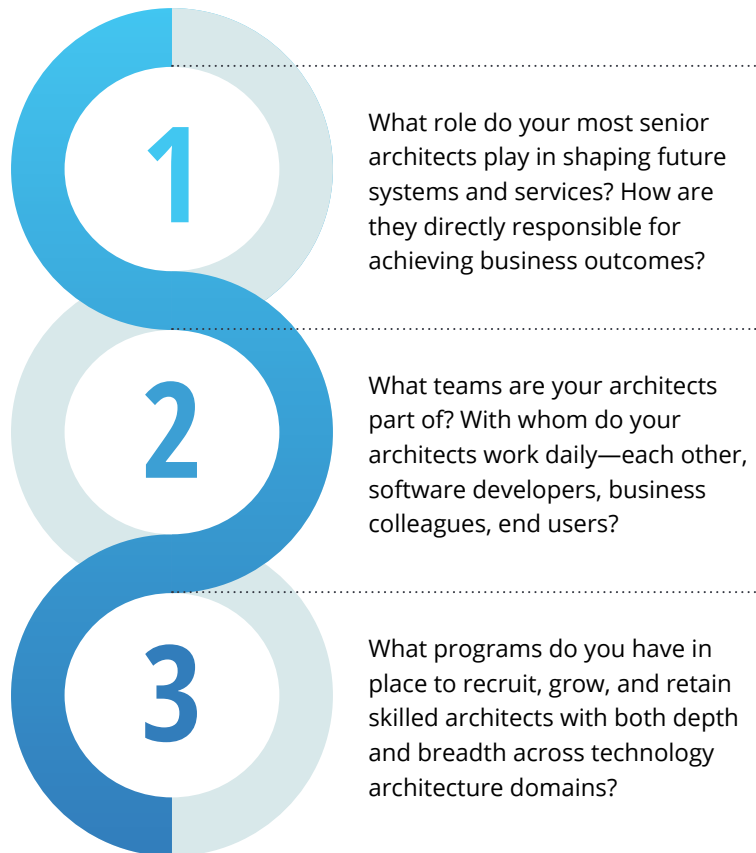 1
What role do your most senior
architects play in shaping future
systems and services? How are
they directly responsible for
achieving business outcomes?
2
What teams are your architects
part of? With whom do your
architects work daily—each other,
software developers, business
colleagues, end users?
3
What programs do you have in
place to recruit, grow, and retain
skilled architects with both depth
and breadth across technology
architecture domains?